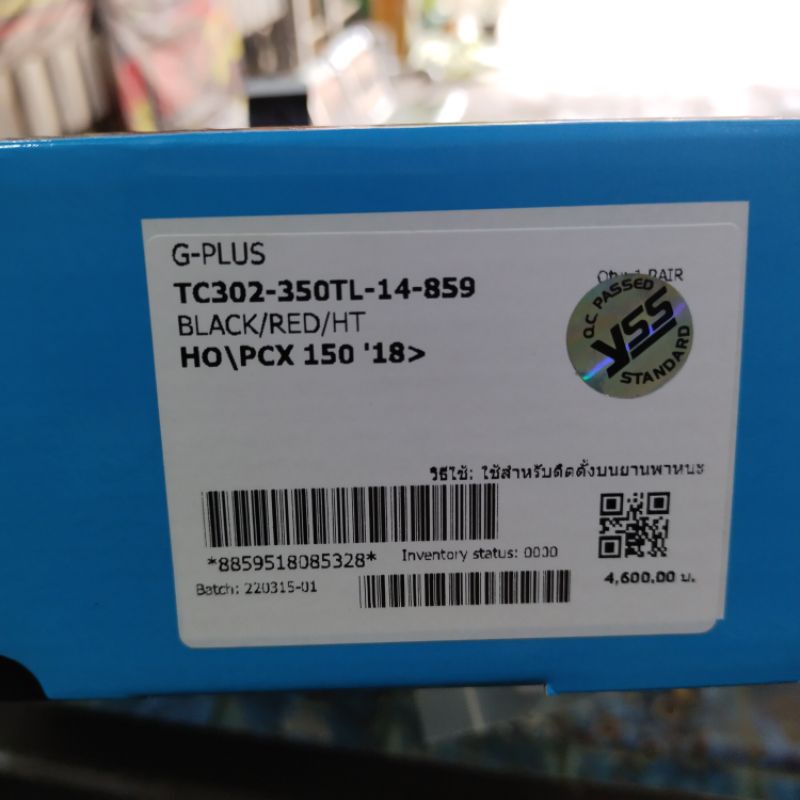 G-PLUS
TC302-350TL-14-859
BLACK/RED/HT
HO\PCX 150 '18>
PAIR
Q.C PASSED
YSS
STANDARD
วิธีใช้: ใช้สำหรับติดตั้งบนยานพาหนะ
*8859518085328*
Inventory status: 0000
Batch: 220315-01
4,600.00 บ.